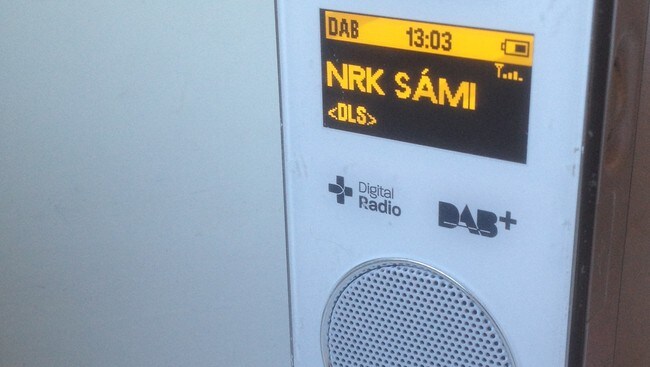 DAB 13:03
NRK SÁMI
<DLS>
Digital
Radio
DAB+